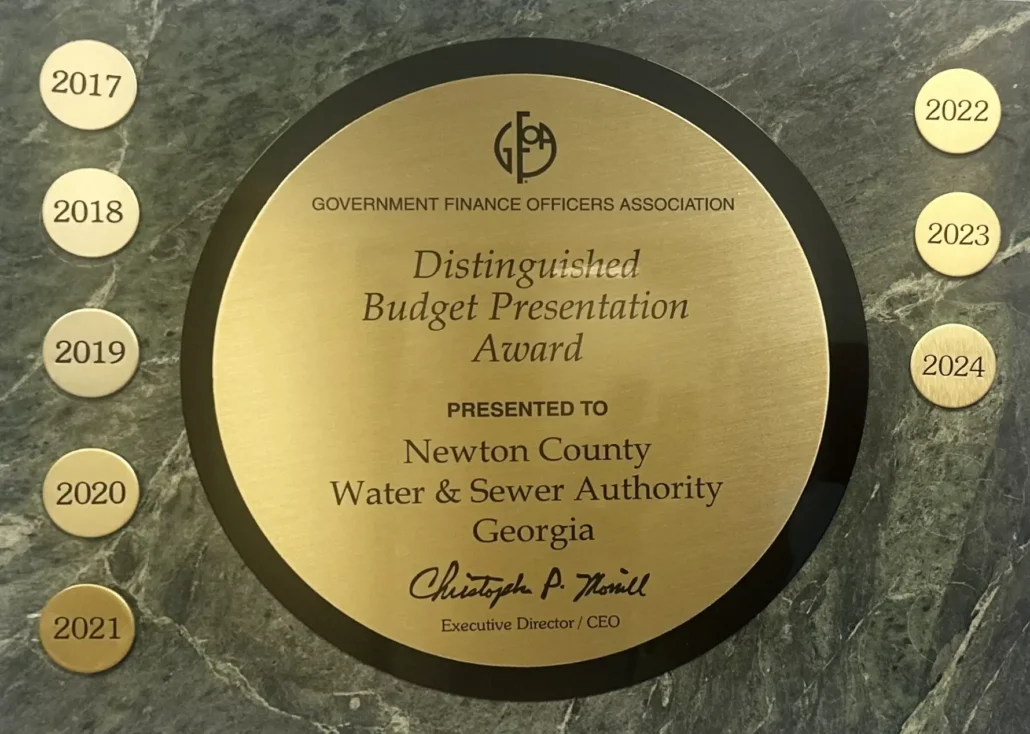 2017
2018
2019
2020
2021
GFOA
GOVERNMENT FINANCE OFFICERS ASSOCIATION
Distinguished
Budget Presentation
Award
PRESENTED TO
Newton County
Water & Sewer Authority
Georgia
Christopher P. Morrill
Executive Director / CEO
2022
2023
2024